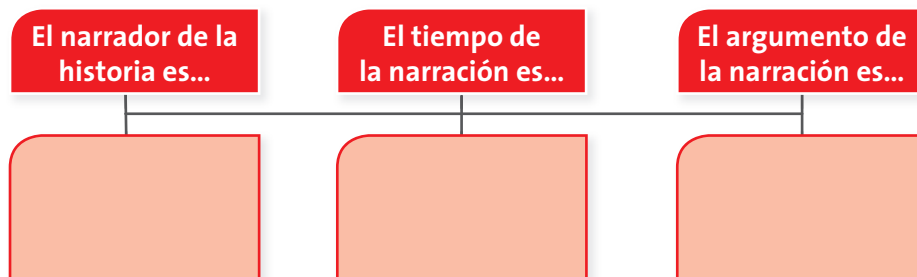 El narrador de la
historia es...
El tiempo de
la narración es...
El argumento de
la narración es...